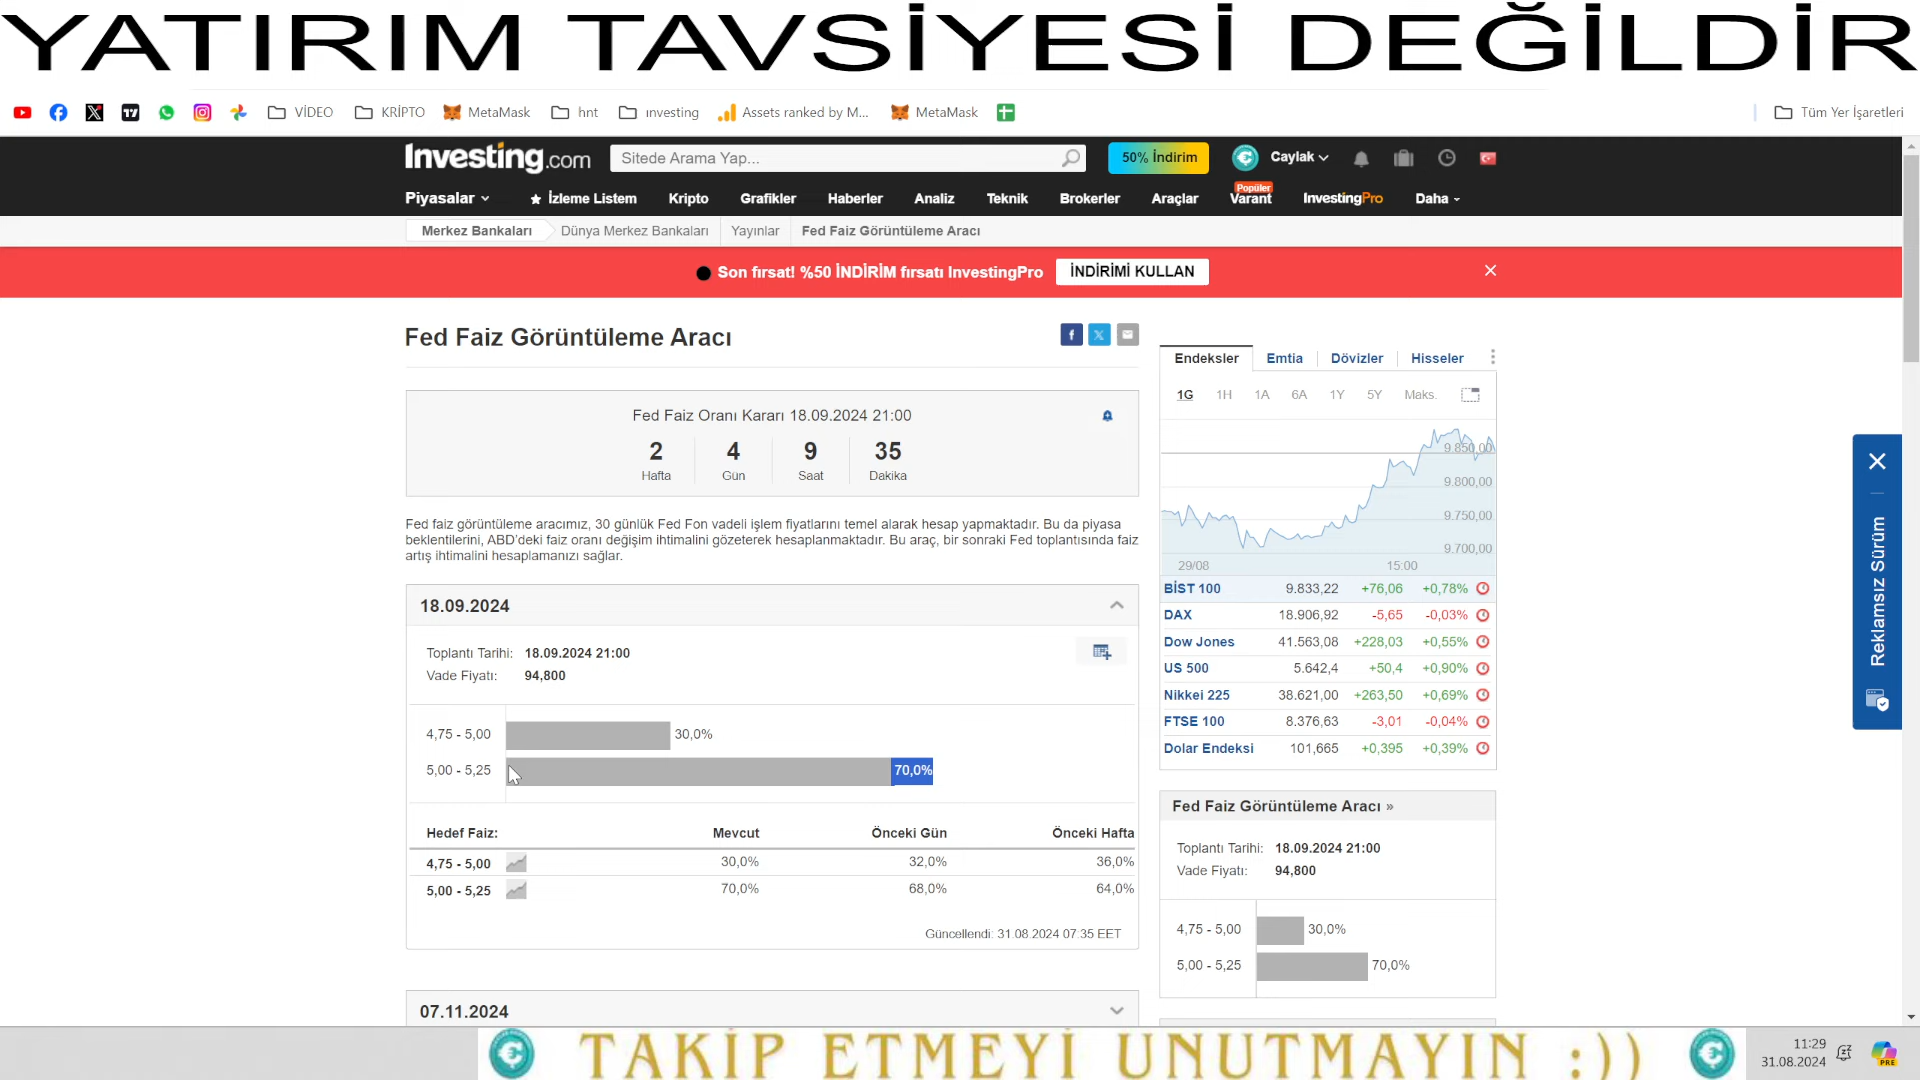 YATIRIM TAVSİYESİ DEĞİLDİR
VİDEO KRİPTO MetaMask hnt ınvesting Assets ranked by M... MetaMask Tüm Yer İşaretleri
Investing.com Sitede Arama Yap... 50% İndirim Caylak
Piyasalar İzleme Listem Kripto Grafikler Haberler Analiz Teknik Brokerler Araçlar Popüler Varant InvestingPro Daha
Merkez Bankaları Dünya Merkez Bankaları Yayınlar Fed Faiz Görüntüleme Aracı
Son fırsat! %50 İNDİRİM fırsatı InvestingPro İNDİRİMİ KULLAN
Fed Faiz Görüntüleme Aracı
Fed Faiz Oranı Kararı 18.09.2024 21:00
2 4 9 35
Hafta Gün Saat Dakika
Fed faiz görüntüleme aracımız, 30 günlük Fed Fon vadeli işlem fiyatlarını temel alarak hesap yapmaktadır. Bu da piyasa
beklentilerini, ABD'deki faiz oranı değişim ihtimalini gözeterek hesaplanmaktadır. Bu araç, bir sonraki Fed toplantısında faiz
artış ihtimalini hesaplamanızı sağlar.
18.09.2024
Toplantı Tarihi: 18.09.2024 21:00
Vade Fiyatı: 94,800
4,75 - 5,00 30,0%
5,00 - 5,25 70,0%
Hedef Faiz: Mevcut Önceki Gün Önceki Hafta
4,75 - 5,00 30,0% 32,0% 36,0%
5,00 - 5,25 70,0% 68,0% 64,0%
Güncellendi: 31.08.2024 07.35 EET
07.11.2024
Endeksler Emtia Dövizler Hisseler
1G 1H 1A 6A 1Y 5Y Maks.
9.850,00
9.800,00
9.750,00
9.700,00
29/08 15:00
BİST 100 9.833,22 +76,06 +0,78%
DAX 18.906,92 -5,65 -0,03%
Dow Jones 41.563,08 +228,03 +0,55%
US 500 5.642,4 +50,4 +0,90%
Nikkei 225 38.621,00 +263,50 +0,69%
FTSE 100 8.376,63 -3,01 -0,04%
Dolar Endeksi 101,665 +0,395 +0,39%
Fed Faiz Görüntüleme Aracı »
Toplantı Tarihi: 18.09.2024 21:00
Vade Fiyatı: 94,800
4,75 - 5,00 30,0%
5,00 - 5,25 70,0%
Reklamsız Sürüm
TAKİP ETMEYİ UNUTMAYIN :))
11:29
31.08.2024
PRE